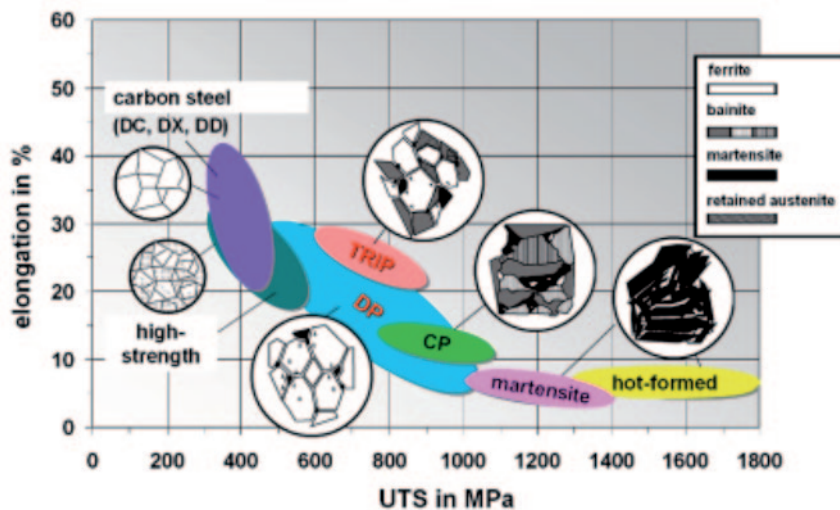 60
50
40
30
20
10
0
elongation in %
carbon steel
(DC, DX, DD)
high-
strength
TRIP
DP
CP
martensite
hot-formed
ferrite
bainite
martensite
retained austenite
0 200 400 600 800 1000 1200 1400 1600 1800
UTS in MPa